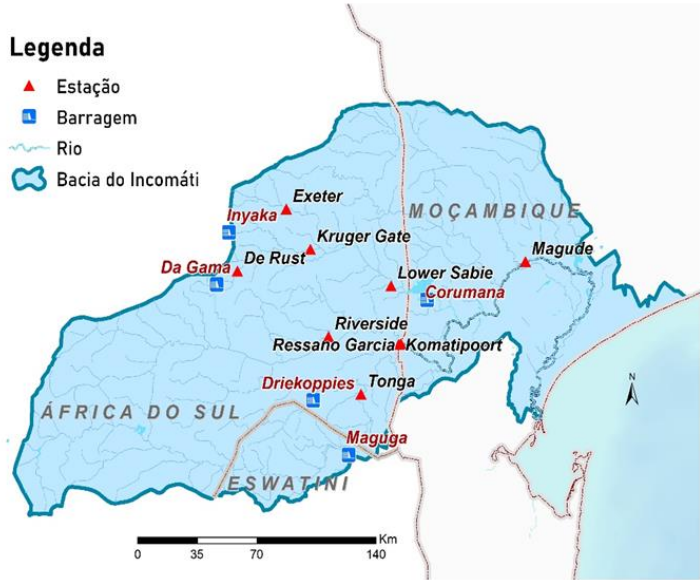 Legenda
Estação
Barragem
Rio
Bacia do Incomáti
Exeter
Inyaka
MOÇAMBIQUE
Kruger Gate
Magude
De Rust
Da Gama
Lower Sabie
Corumana
Riverside
Ressano Garcia
Komatipoort
Driekoppies
Tonga
ÁFRICA DO SUL
Maguga
ESWATINI
N
Km
0 35 70 140